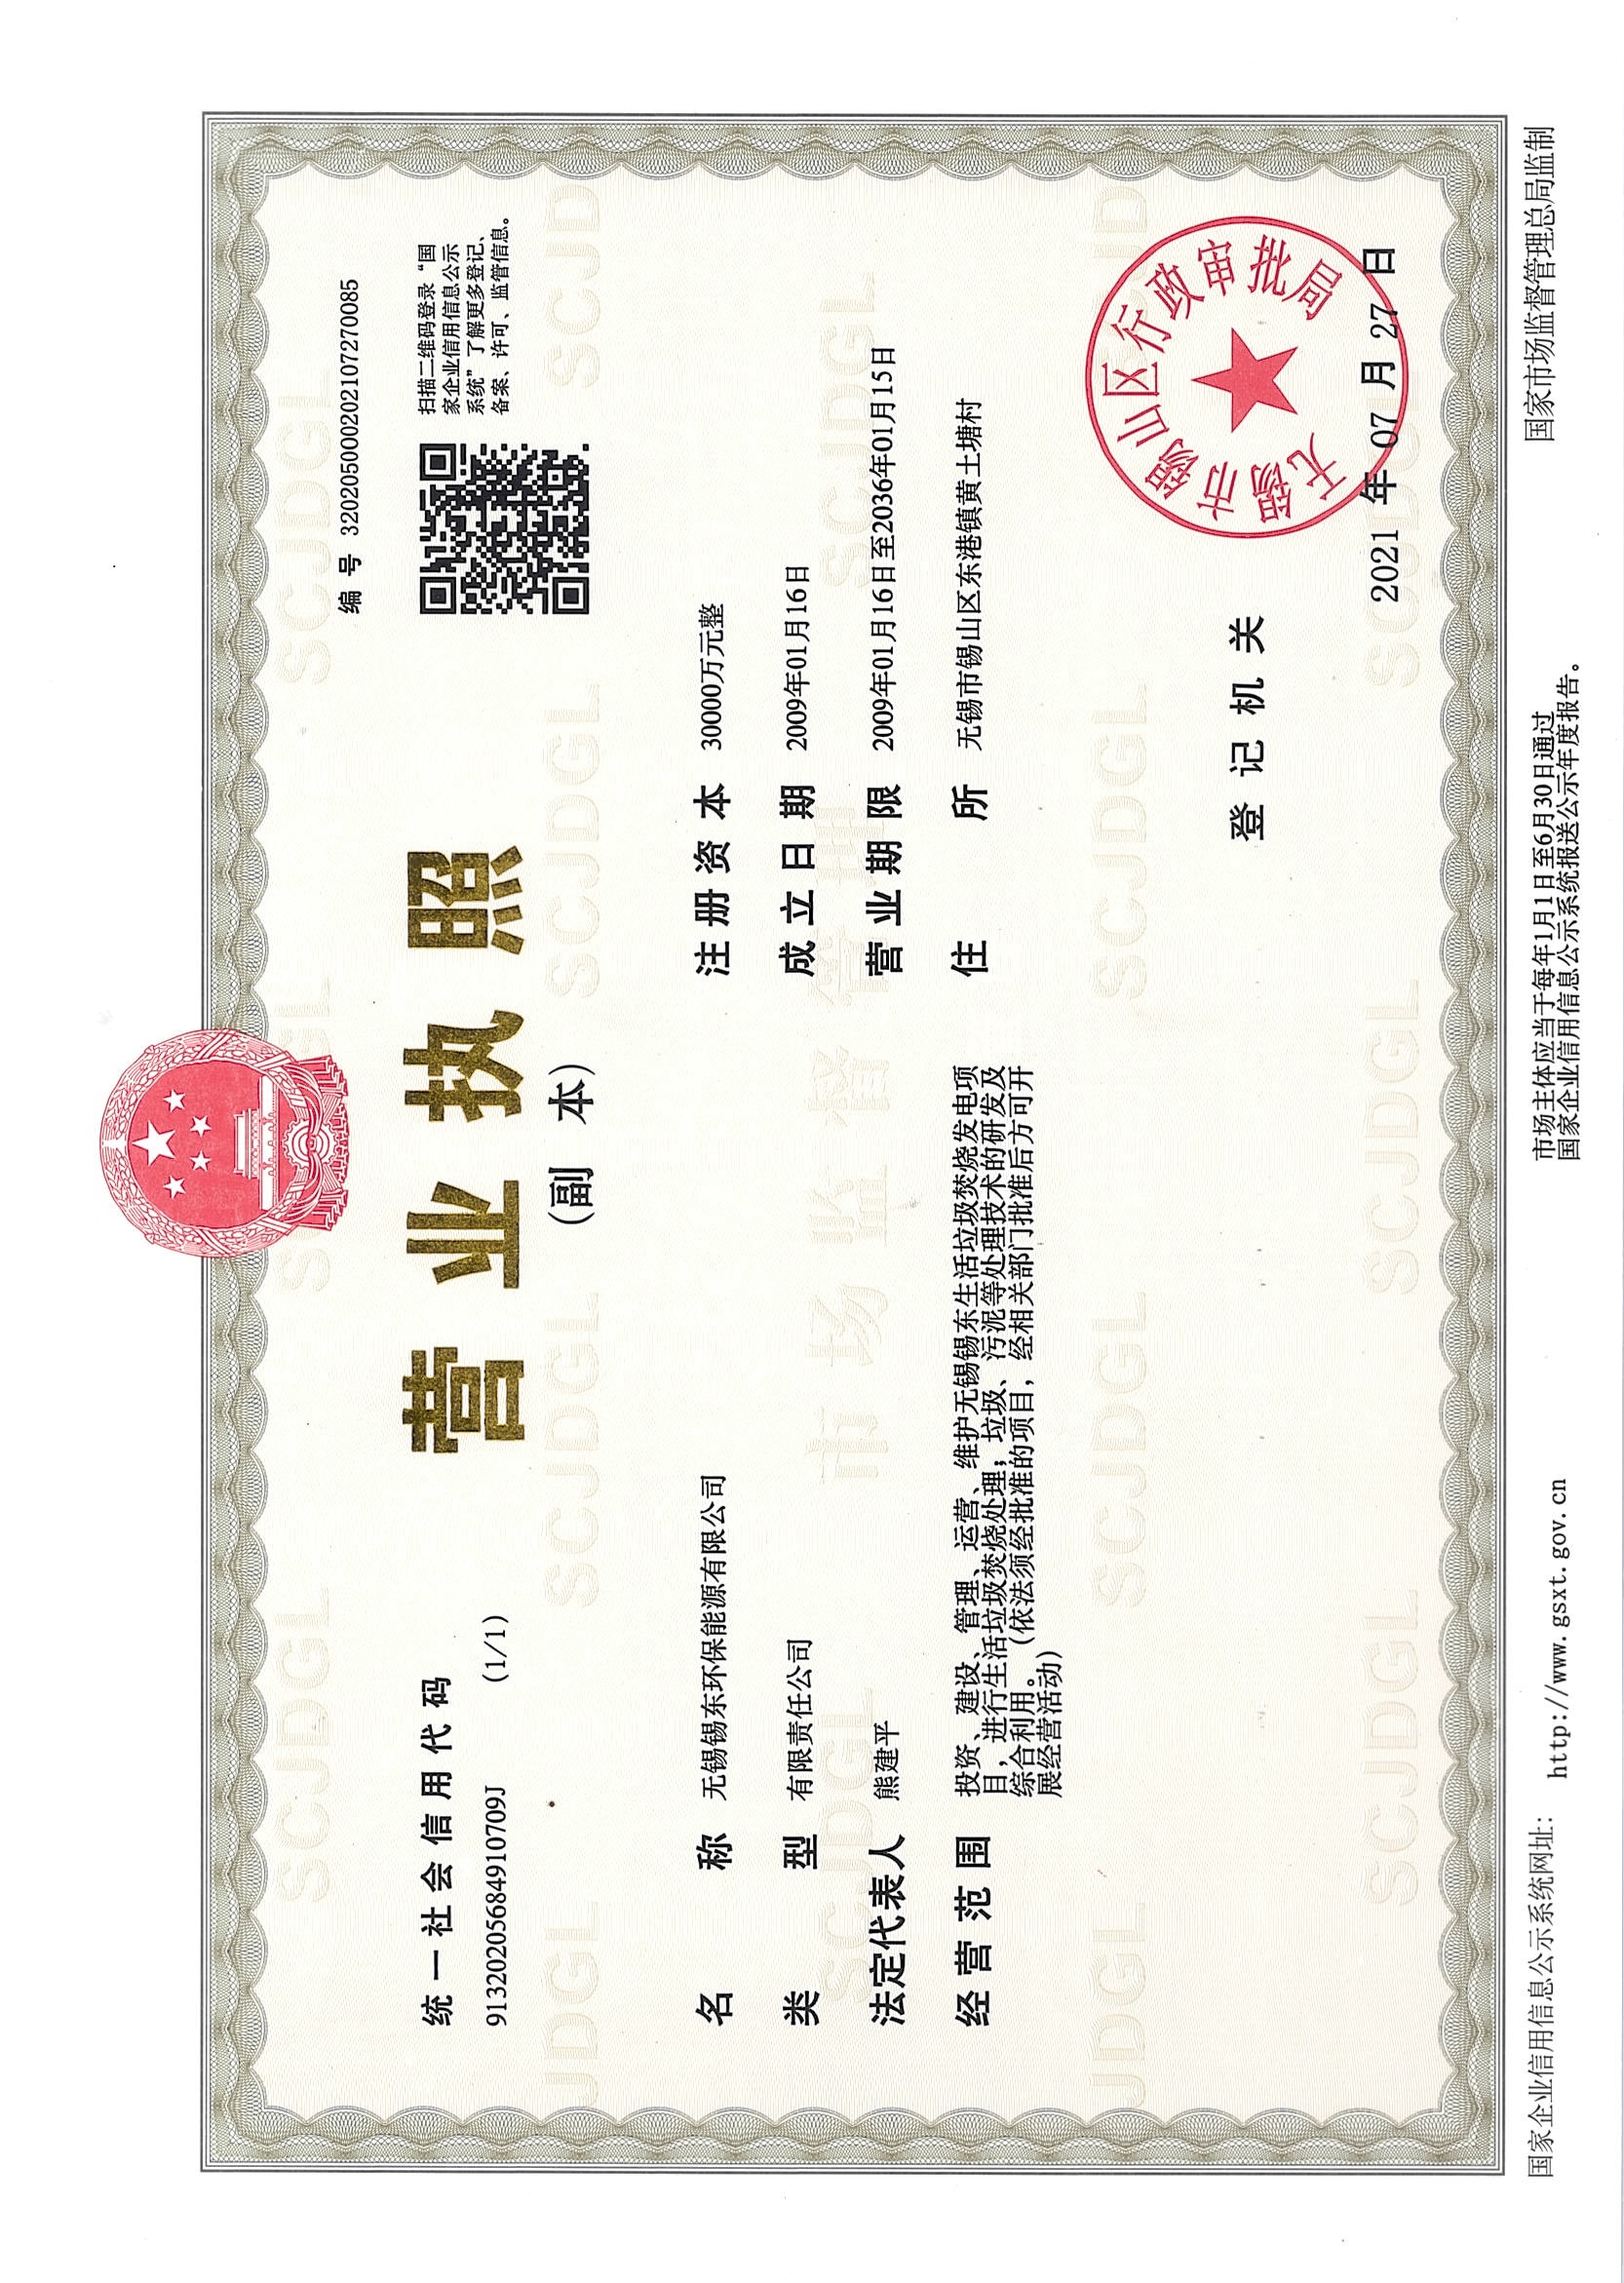 编号 320205000202107270085
统一社会信用代码
91320205684910709J (1/1)
营业执照
(副 本)
扫描二维码登录“国
家企业信用信息公示
系统”了解更多登记、
备案、许可、监管信息。
名称 无锡锡东环保能源有限公司
类型 有限责任公司
法定代表人 熊建平
经营范围 投资、建设、管理、运营、维护无锡锡东生活垃圾焚烧发电项
目，进行生活垃圾焚烧处理；垃圾、污泥等处理技术的研发及
综合利用。（依法须经批准的项目，经相关部门批准后方可开
展经营活动）
注册资本 30000万元整
成立日期 2009年01月16日
营业期限 2009年01月16日至2036年01月15日
住所 无锡市锡山区东港镇黄土塘村
SCJDGL
市场监督管理
登记机关
无锡市锡山区行政审批局
2021 年 07 月 27 日
国家企业信用信息公示系统网址：
http://www.gsxt.gov.cn
市场主体应当于每年1月1日至6月30日通过
国家企业信用信息公示系统报送公示年度报告。
国家市场监督管理总局监制